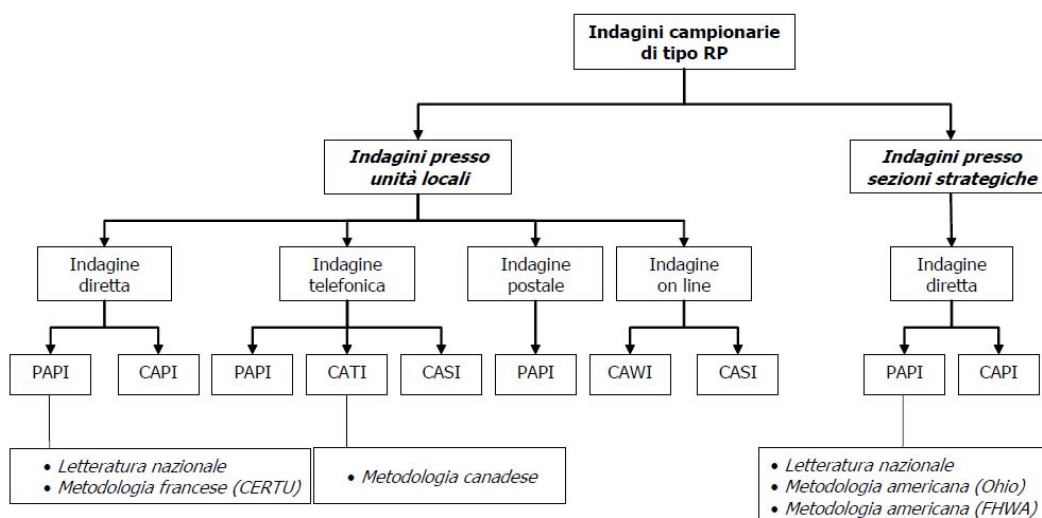 Indagini campionarie
di tipo RP
Indagini presso
unità locali
Indagini presso
sezioni strategiche
Indagine
diretta
Indagine
telefonica
Indagine
postale
Indagine
on line
Indagine
diretta
PAPI
CAPI
PAPI
CATI
CASI
PAPI
CAWI
CASI
PAPI
CAPI
• Letteratura nazionale
• Metodologia francese (CERTU)
• Metodologia canadese
• Letteratura nazionale
• Metodologia americana (Ohio)
• Metodologia americana (FHWA)